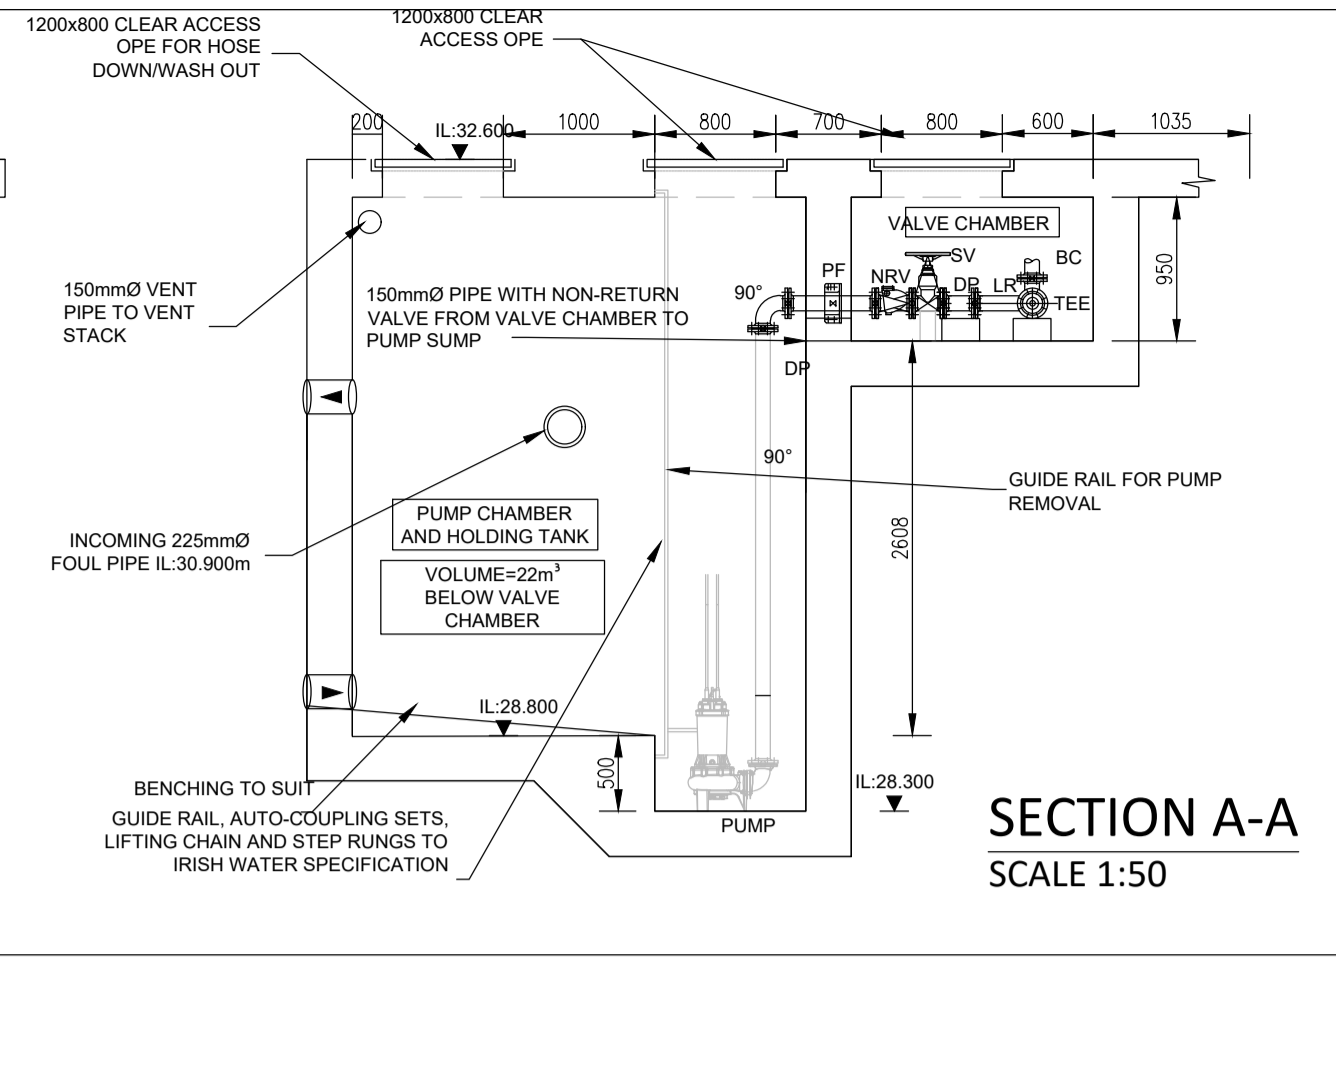 1200x800 CLEAR ACCESS
OPE FOR HOSE
DOWN/WASH OUT
1200x800 CLEAR
ACCESS OPE
200
IL:32.600
1000
800
700
800
600
1035
VALVE CHAMBER
PF
NRV
SV
DP
LR
BC
TEE
950
150mmØ VENT
PIPE TO VENT
STACK
150mmØ PIPE WITH NON-RETURN
VALVE FROM VALVE CHAMBER TO
PUMP SUMP
90°
DP
90°
GUIDE RAIL FOR PUMP
REMOVAL
INCOMING 225mmØ
FOUL PIPE IL:30.900m
PUMP CHAMBER
AND HOLDING TANK
VOLUME=22m³
BELOW VALVE
CHAMBER
2608
IL:28.800
500
IL:28.300
BENCHING TO SUIT
GUIDE RAIL, AUTO-COUPLING SETS,
LIFTING CHAIN AND STEP RUNGS TO
IRISH WATER SPECIFICATION
PUMP
SECTION A-A
SCALE 1:50